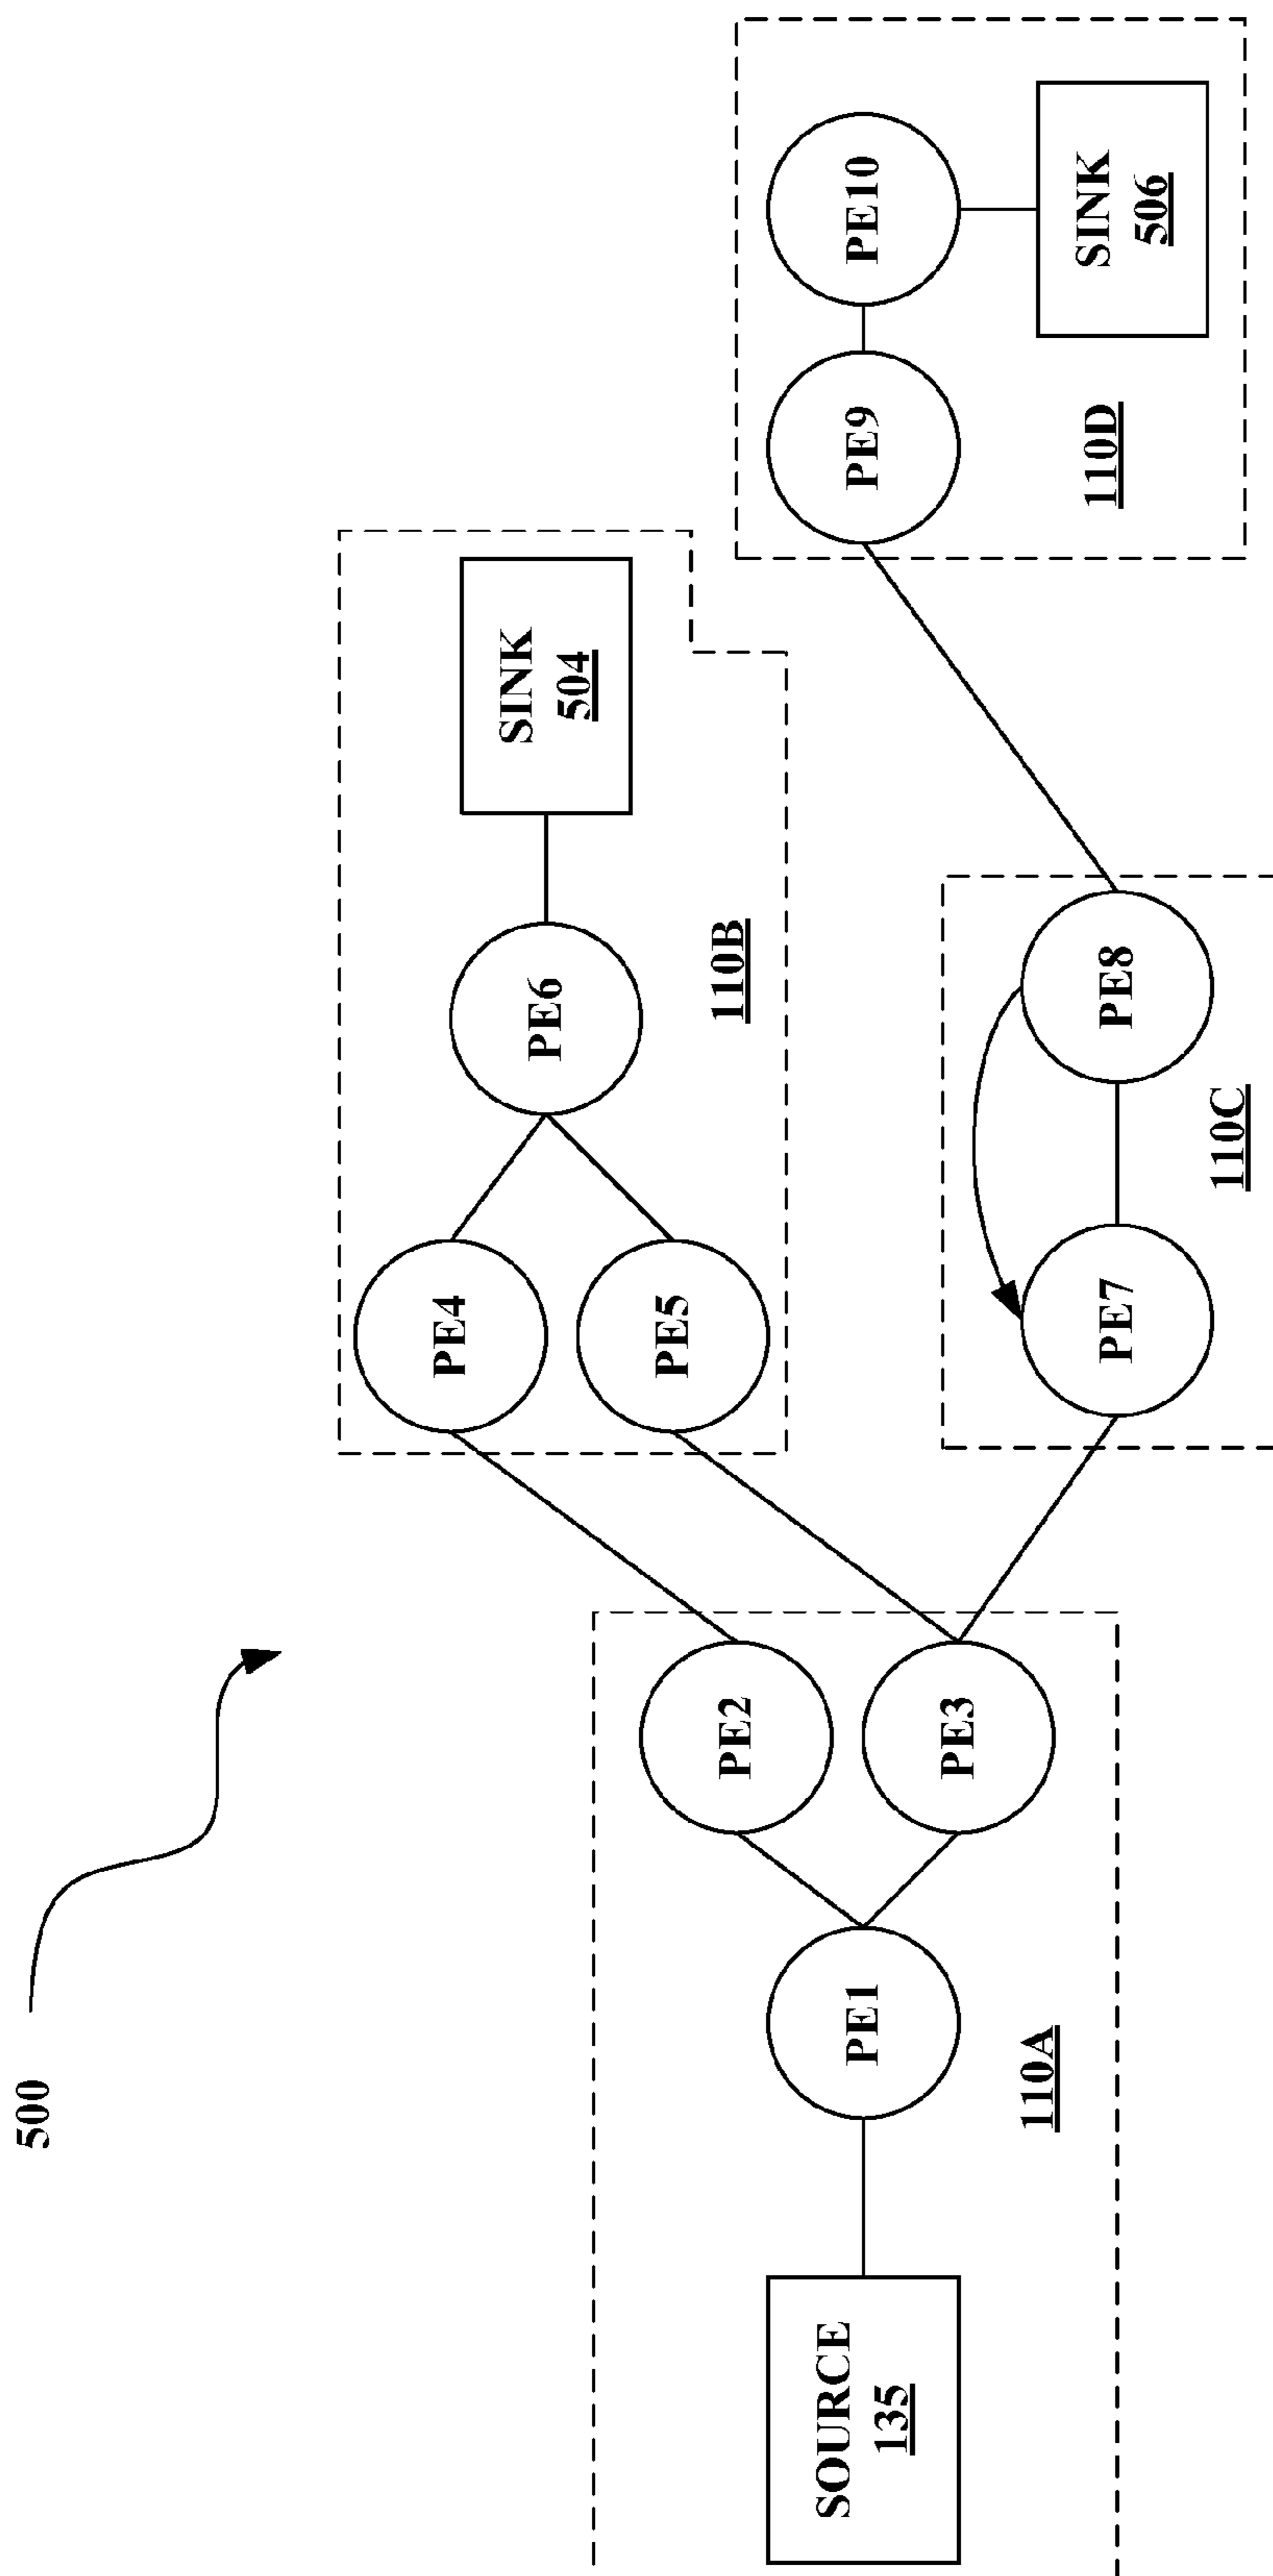 500
SOURCE
135
PE1
110A
PE2
PE3
PE4
PE5
PE6
SINK
504
110B
PE7
PE8
110C
PE9
PE10
SINK
506
110D